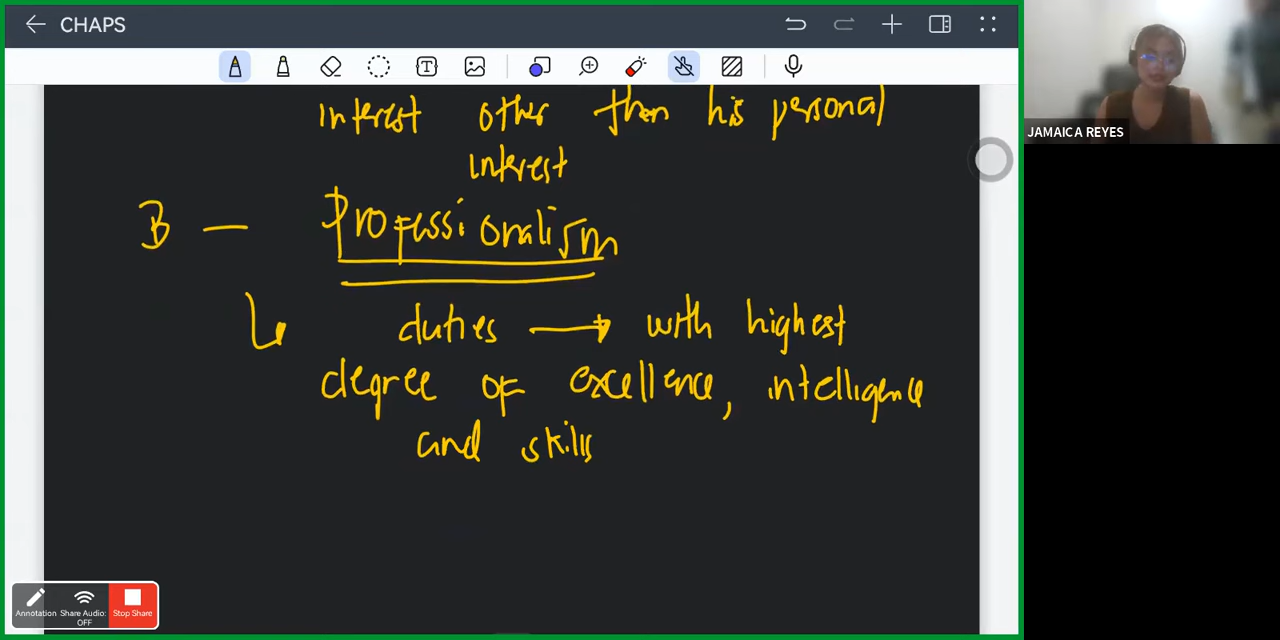 CHAPS
JAMAICA REYES
interest other than his personal
interest
B — Professionalism
duties → with highest
degree of excellence, intelligence
and skills
Annotation Share Audio: OFF Stop Share